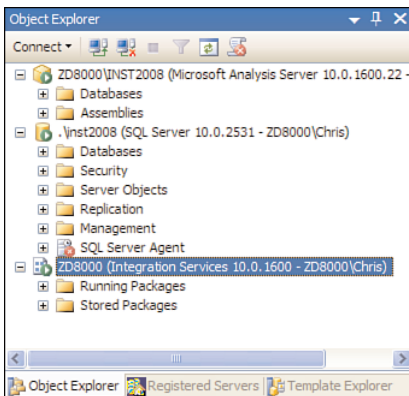 Object Explorer
Connect
ZD8000\INST2008 (Microsoft Analysis Server 10.0.1600.22 -
Databases
Assemblies
.\inst2008 (SQL Server 10.0.2531 - ZD8000\Chris)
Databases
Security
Server Objects
Replication
Management
SQL Server Agent
ZD8000 (Integration Services 10.0.1600 - ZD8000\Chris)
Running Packages
Stored Packages
Object Explorer Registered Servers Template Explorer